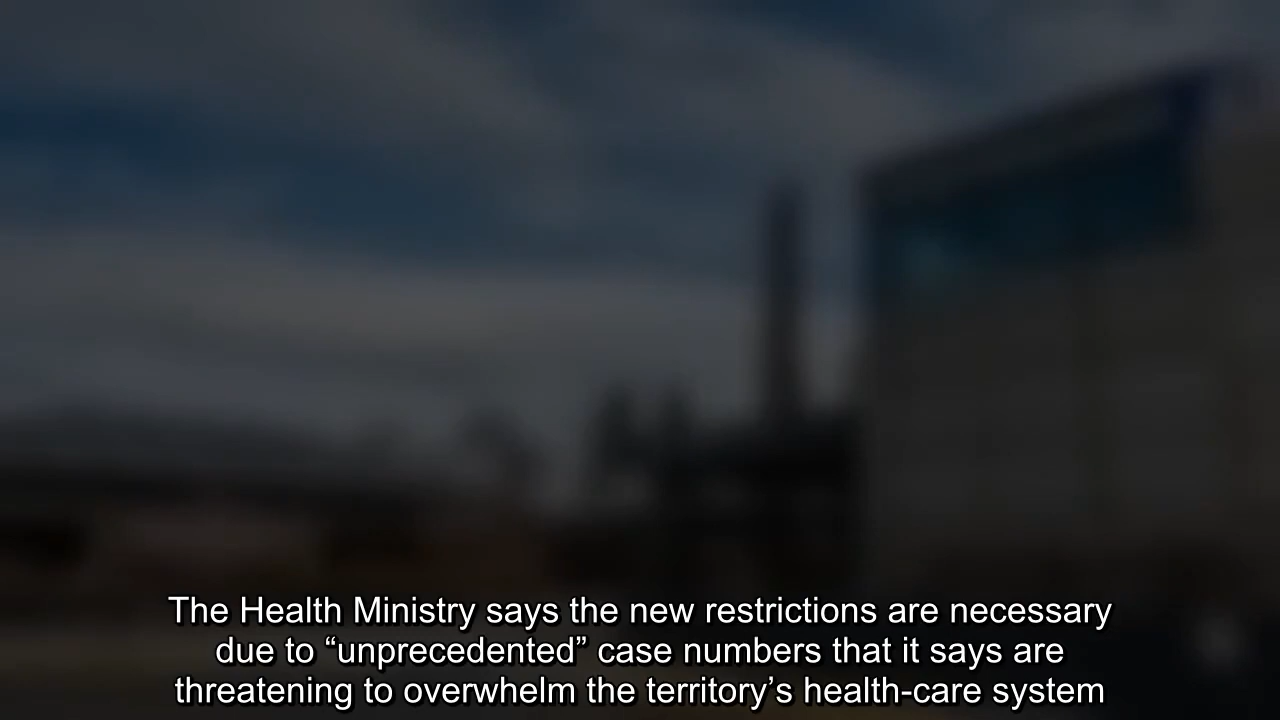 The Health Ministry says the new restrictions are necessary
due to “unprecedented” case numbers that it says are
threatening to overwhelm the territory’s health-care system